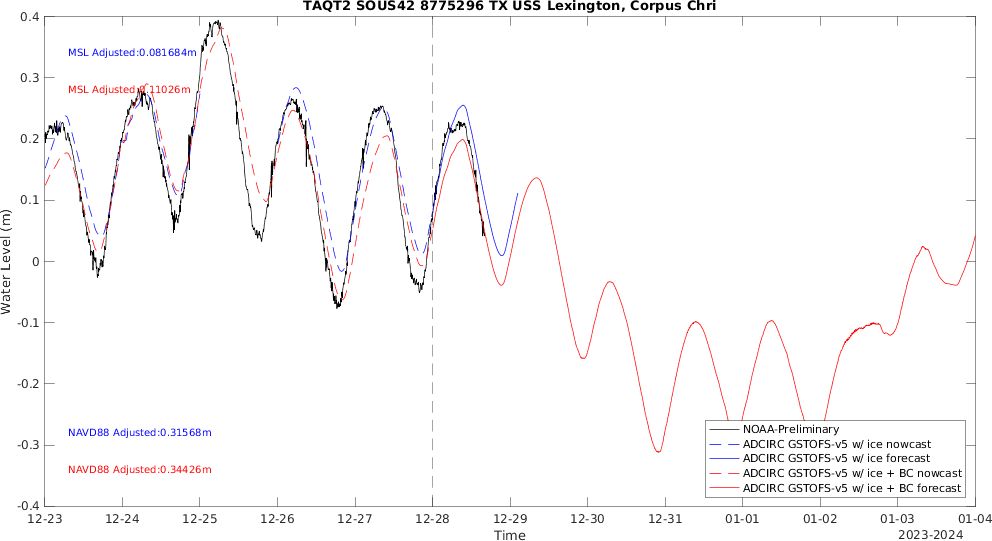 TAQT2 SOUS42 8775296 TX USS Lexington, Corpus Chri
0.4
0.3
0.2
0.1
0
-0.1
-0.2
-0.3
-0.4
Water Level (m)
MSL Adjusted:0.081684m
MSL Adjusted:0.11026m
NAVD88 Adjusted:0.31568m
NAVD88 Adjusted:0.34426m
NOAA-Preliminary
ADCIRC GSTOFS-v5 w/ ice nowcast
ADCIRC GSTOFS-v5 w/ ice forecast
ADCIRC GSTOFS-v5 w/ ice + BC nowcast
ADCIRC GSTOFS-v5 w/ ice + BC forecast
12-23 12-24 12-25 12-26 12-27 12-28 12-29 12-30 12-31 01-01 01-02 01-03 01-04
Time
2023-2024